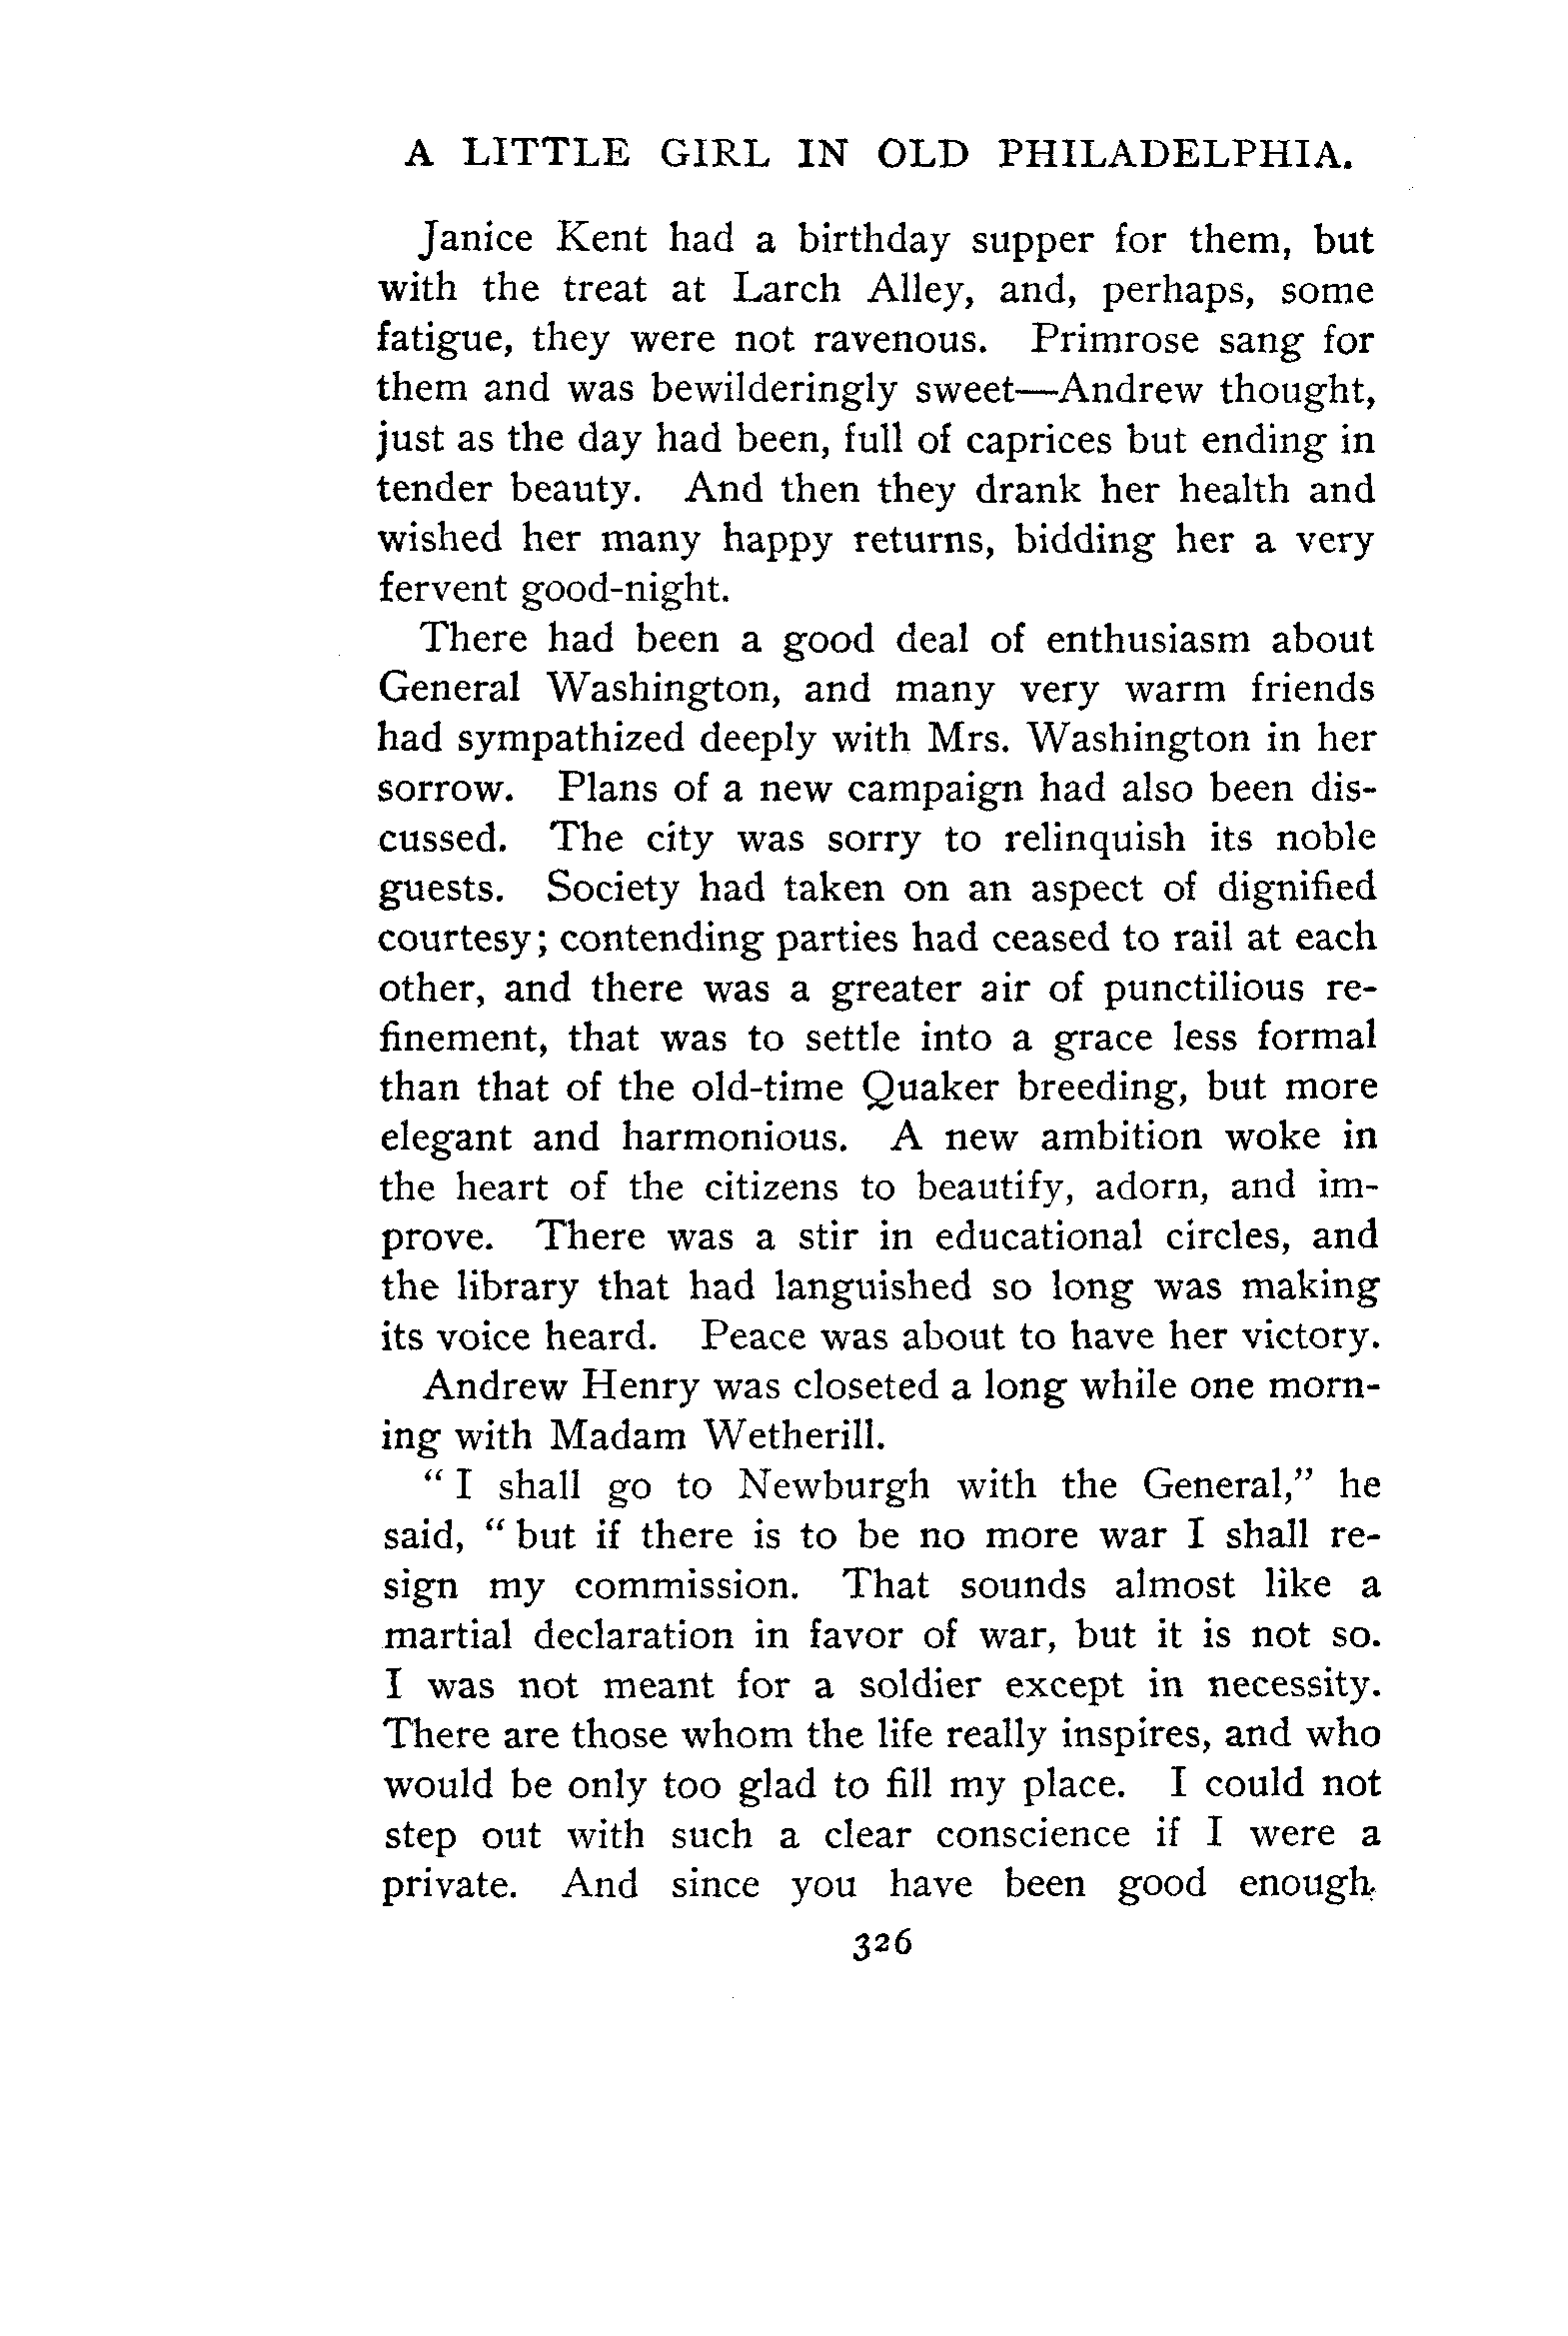 A LITTLE GIRL IN OLD PHILADELPHIA.
Janice Kent had a birthday supper for them, but
with the treat at Larch Alley, and, perhaps, some
fatigue, they were not ravenous. Primrose sang for
them and was bewilderingly sweet—Andrew thought,
just as the day had been, full of caprices but ending in
tender beauty. And then they drank her health and
wished her many happy returns, bidding her a very
fervent good-night.
There had been a good deal of enthusiasm about
General Washington, and many very warm friends
had sympathized deeply with Mrs. Washington in her
sorrow. Plans of a new campaign had also been dis-
cussed. The city was sorry to relinquish its noble
guests. Society had taken on an aspect of dignified
courtesy; contending parties had ceased to rail at each
other, and there was a greater air of punctilious re-
finement, that was to settle into a grace less formal
than that of the old-time Quaker breeding, but more
elegant and harmonious. A new ambition woke in
the heart of the citizens to beautify, adorn, and im-
prove. There was a stir in educational circles, and
the library that had languished so long was making
its voice heard. Peace was about to have her victory.
Andrew Henry was closeted a long while one morn-
ing with Madam Wetherill.
“ I shall go to Newburgh with the General,” he
said, “ but if there is to be no more war I shall re-
sign my commission. That sounds almost like a
martial declaration in favor of war, but it is not so.
I was not meant for a soldier except in necessity.
There are those whom the life really inspires, and who
would be only too glad to fill my place. I could not
step out with such a clear conscience if I were a
private. And since you have been good enough
326